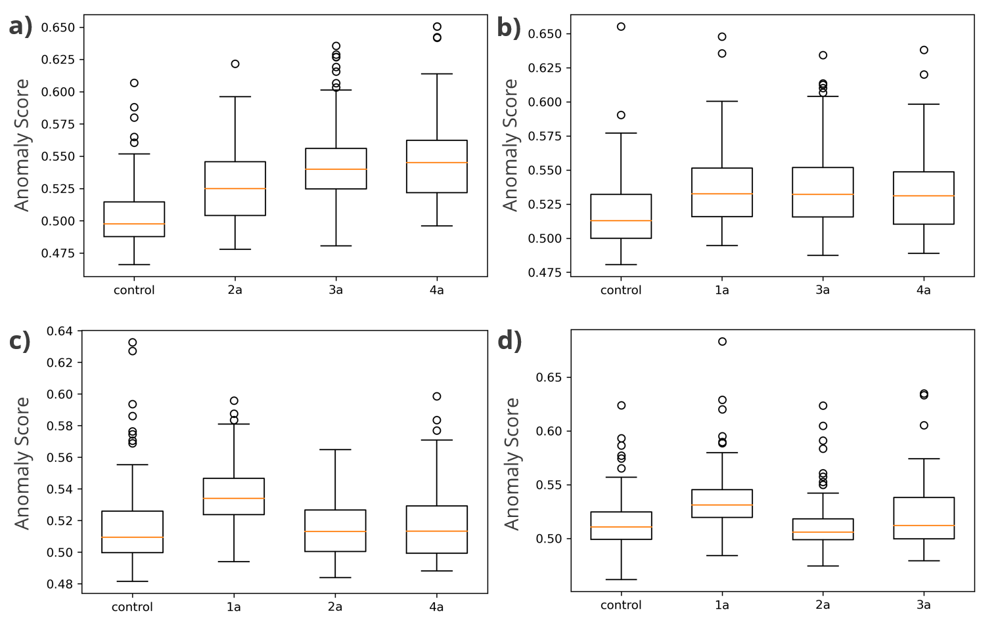 a)
Anomaly Score
0.650
0.625
0.600
0.575
0.550
0.525
0.500
0.475
control 2a 3a 4a
b)
Anomaly Score
0.650
0.625
0.600
0.575
0.550
0.525
0.500
0.475
control 1a 3a 4a
c)
Anomaly Score
0.64
0.62
0.60
0.58
0.56
0.54
0.52
0.50
0.48
control 1a 2a 4a
d)
Anomaly Score
0.65
0.60
0.55
0.50
control 1a 2a 3a